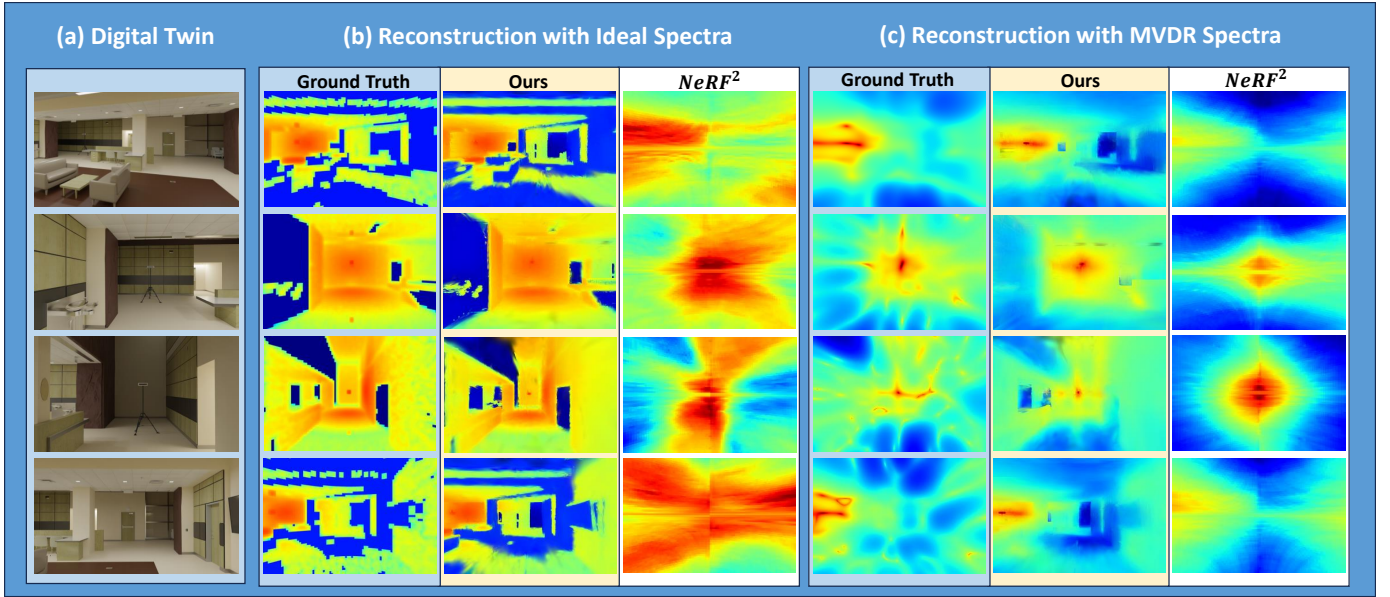 (a) Digital Twin
(b) Reconstruction with Ideal Spectra
(c) Reconstruction with MVDR Spectra
Ground Truth
Ours
NeRF²
Ground Truth
Ours
NeRF²